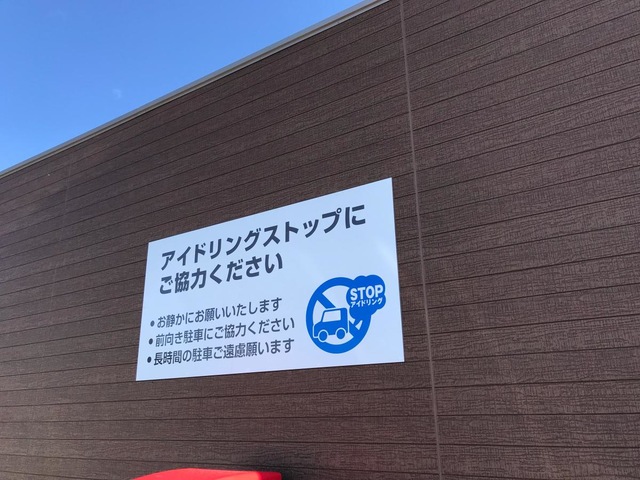 アイドリングストップに
ご協力ください
●お静かにお願いいたします
●前向き駐車にご協力ください
●長時間の駐車ご遠慮願います
STOP
アイドリング